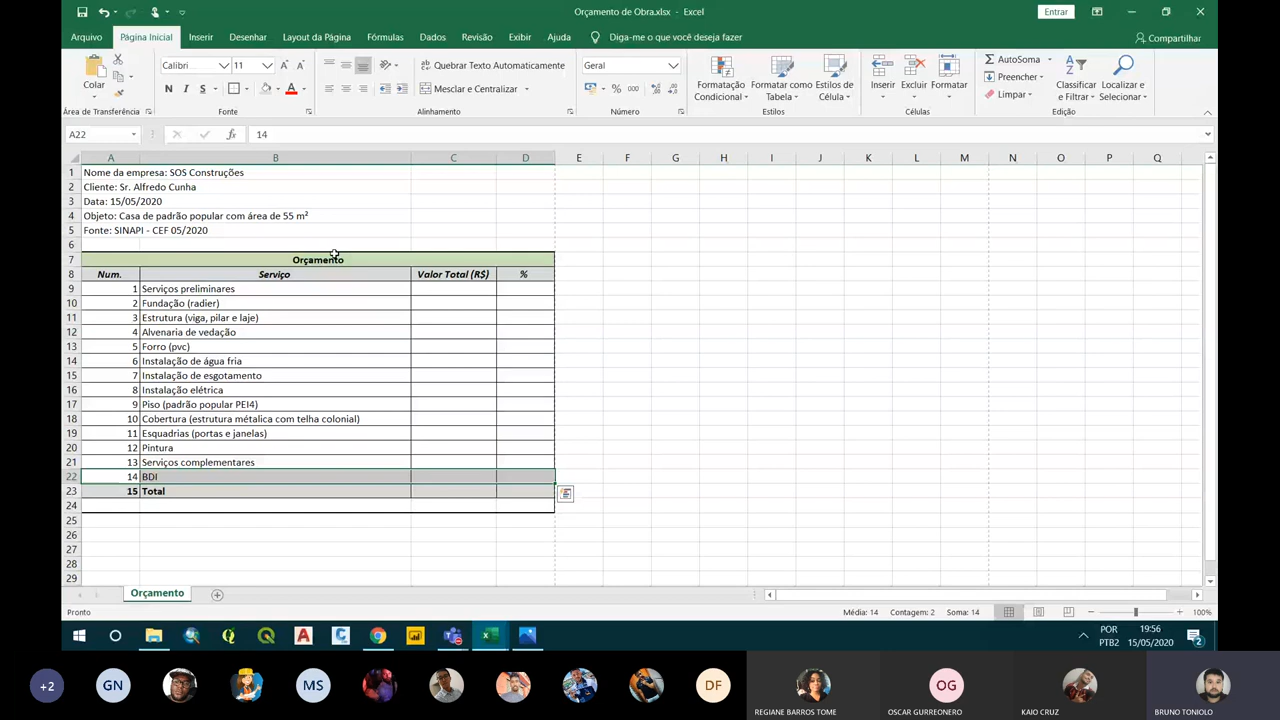 Orçamento de Obra.xlsx - Excel
Entrar
Arquivo Página Inicial Inserir Desenhar Layout da Página Fórmulas Dados Revisão Exibir Ajuda Diga-me o que você deseja fazer Compartilhar
Colar Calibri 11 Quebrar Texto Automaticamente Geral AutoSoma
N I S Mesclar e Centralizar % 000 Formatação Condicional Formatar como Tabela Estilos de Célula Inserir Excluir Formatar Preencher Limpar Classificar e Filtrar Localizar e Selecionar
Área de Transferência Fonte Alinhamento Número Estilos Células Edição
A22 fx 14
A B C D E F G H I J K L M N O P Q
1 Nome da empresa: SOS Construções
2 Cliente: Sr. Alfredo Cunha
3 Data: 15/05/2020
4 Objeto: Casa de padrão popular com área de 55 m²
5 Fonte: SINAPI - CEF 05/2020
6
7 Orçamento
8 Num. Serviço Valor Total (R$) %
9 1 Serviços preliminares
10 2 Fundação (radier)
11 3 Estrutura (viga, pilar e laje)
12 4 Alvenaria de vedação
13 5 Forro (pvc)
14 6 Instalação de água fria
15 7 Instalação de esgotamento
16 8 Instalação elétrica
17 9 Piso (padrão popular PEI4)
18 10 Cobertura (estrutura métalica com telha colonial)
19 11 Esquadrias (portas e janelas)
20 12 Pintura
21 13 Serviços complementares
22 14 BDI
23 15 Total
24
25
26
27
28
29
Orçamento
Pronto Média: 14 Contagem: 2 Soma: 14 100%
POR 19:56
PTB2 15/05/2020
2
+2 GN MS DF OG
REGIANE BARROS TOME OSCAR GURREONERO KAIO CRUZ BRUNO TONIOLO